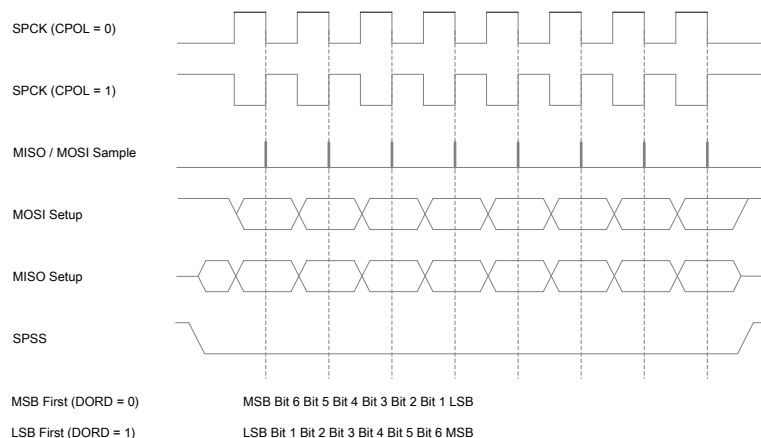 SPCK (CPOL = 0)
SPCK (CPOL = 1)
MISO / MOSI Sample
MOSI Setup
MISO Setup
SPSS
MSB First (DORD = 0) MSB Bit 6 Bit 5 Bit 4 Bit 3 Bit 2 Bit 1 LSB
LSB First (DORD = 1) LSB Bit 1 Bit 2 Bit 3 Bit 4 Bit 5 Bit 6 MSB